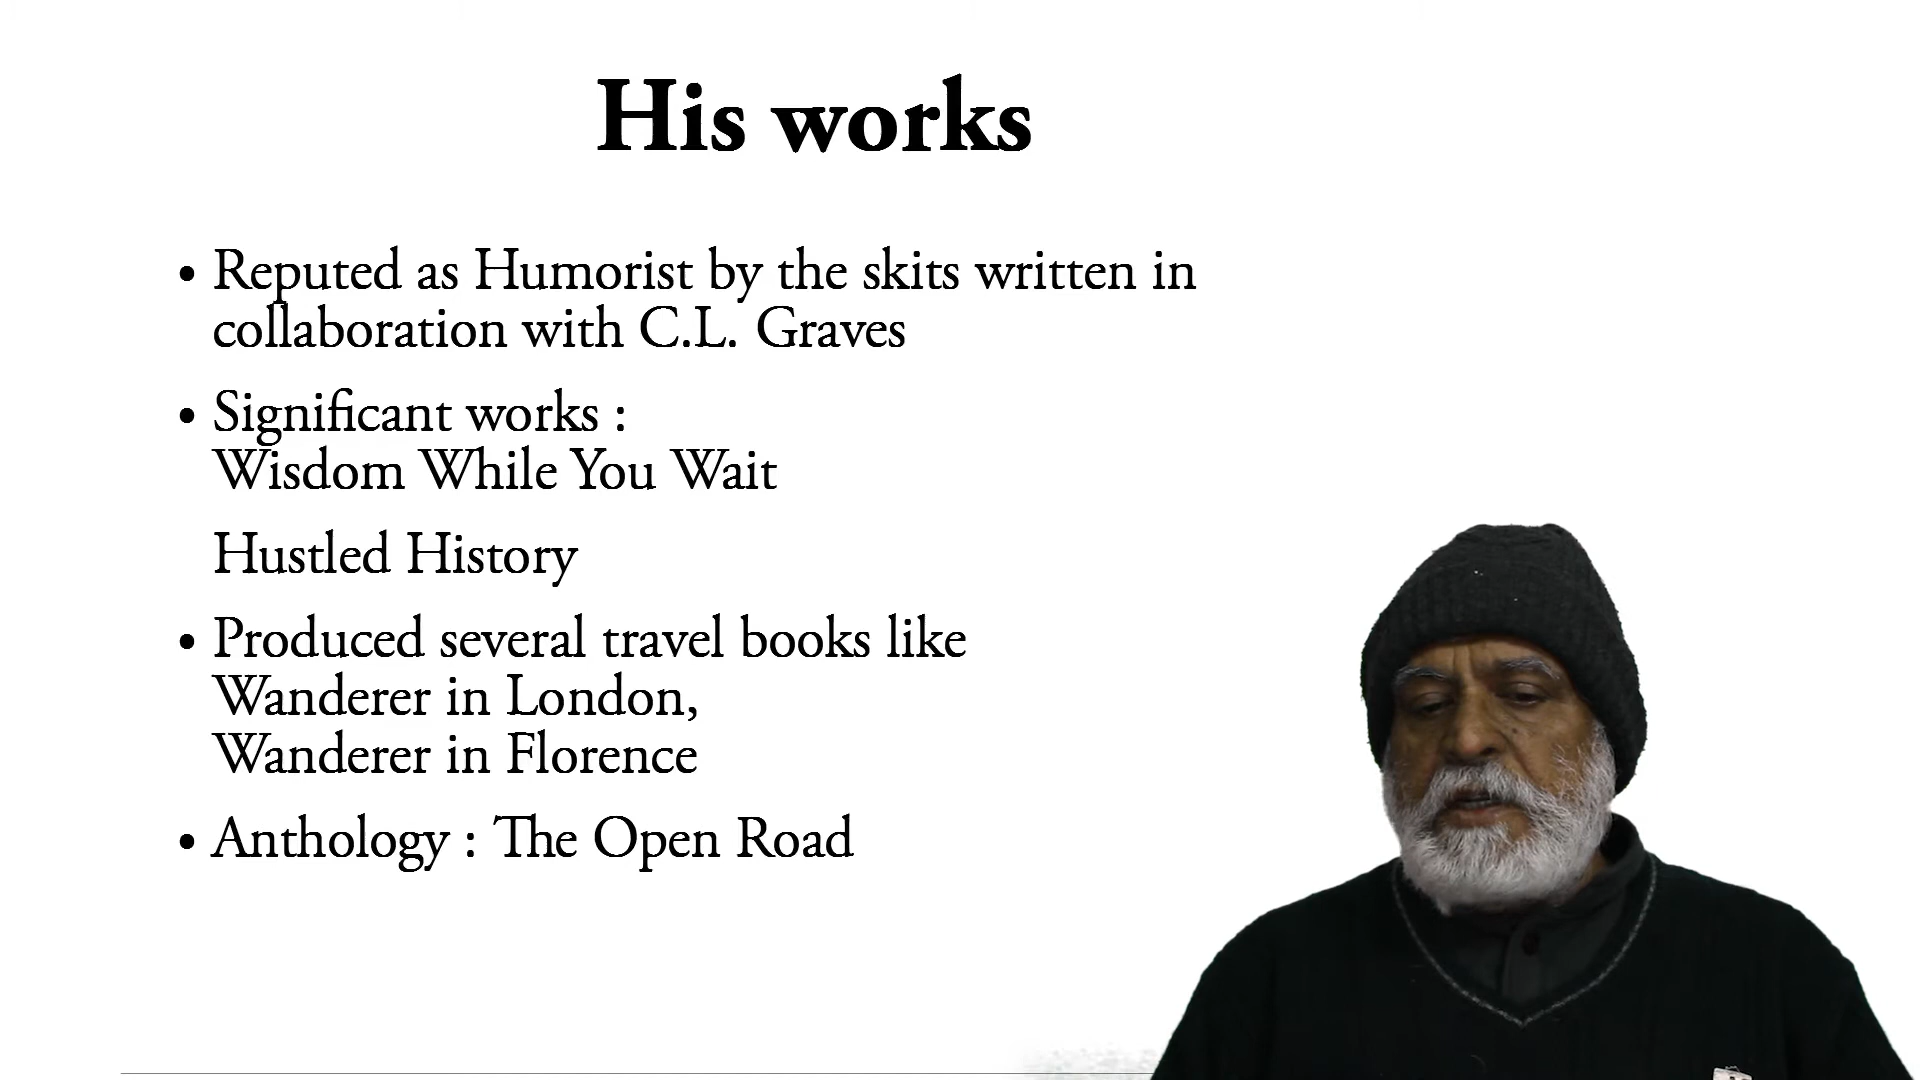 His works
• Reputed as Humorist by the skits written in
collaboration with C.L. Graves
• Significant works :
Wisdom While You Wait
Hustled History
• Produced several travel books like
Wanderer in London,
Wanderer in Florence
• Anthology : The Open Road